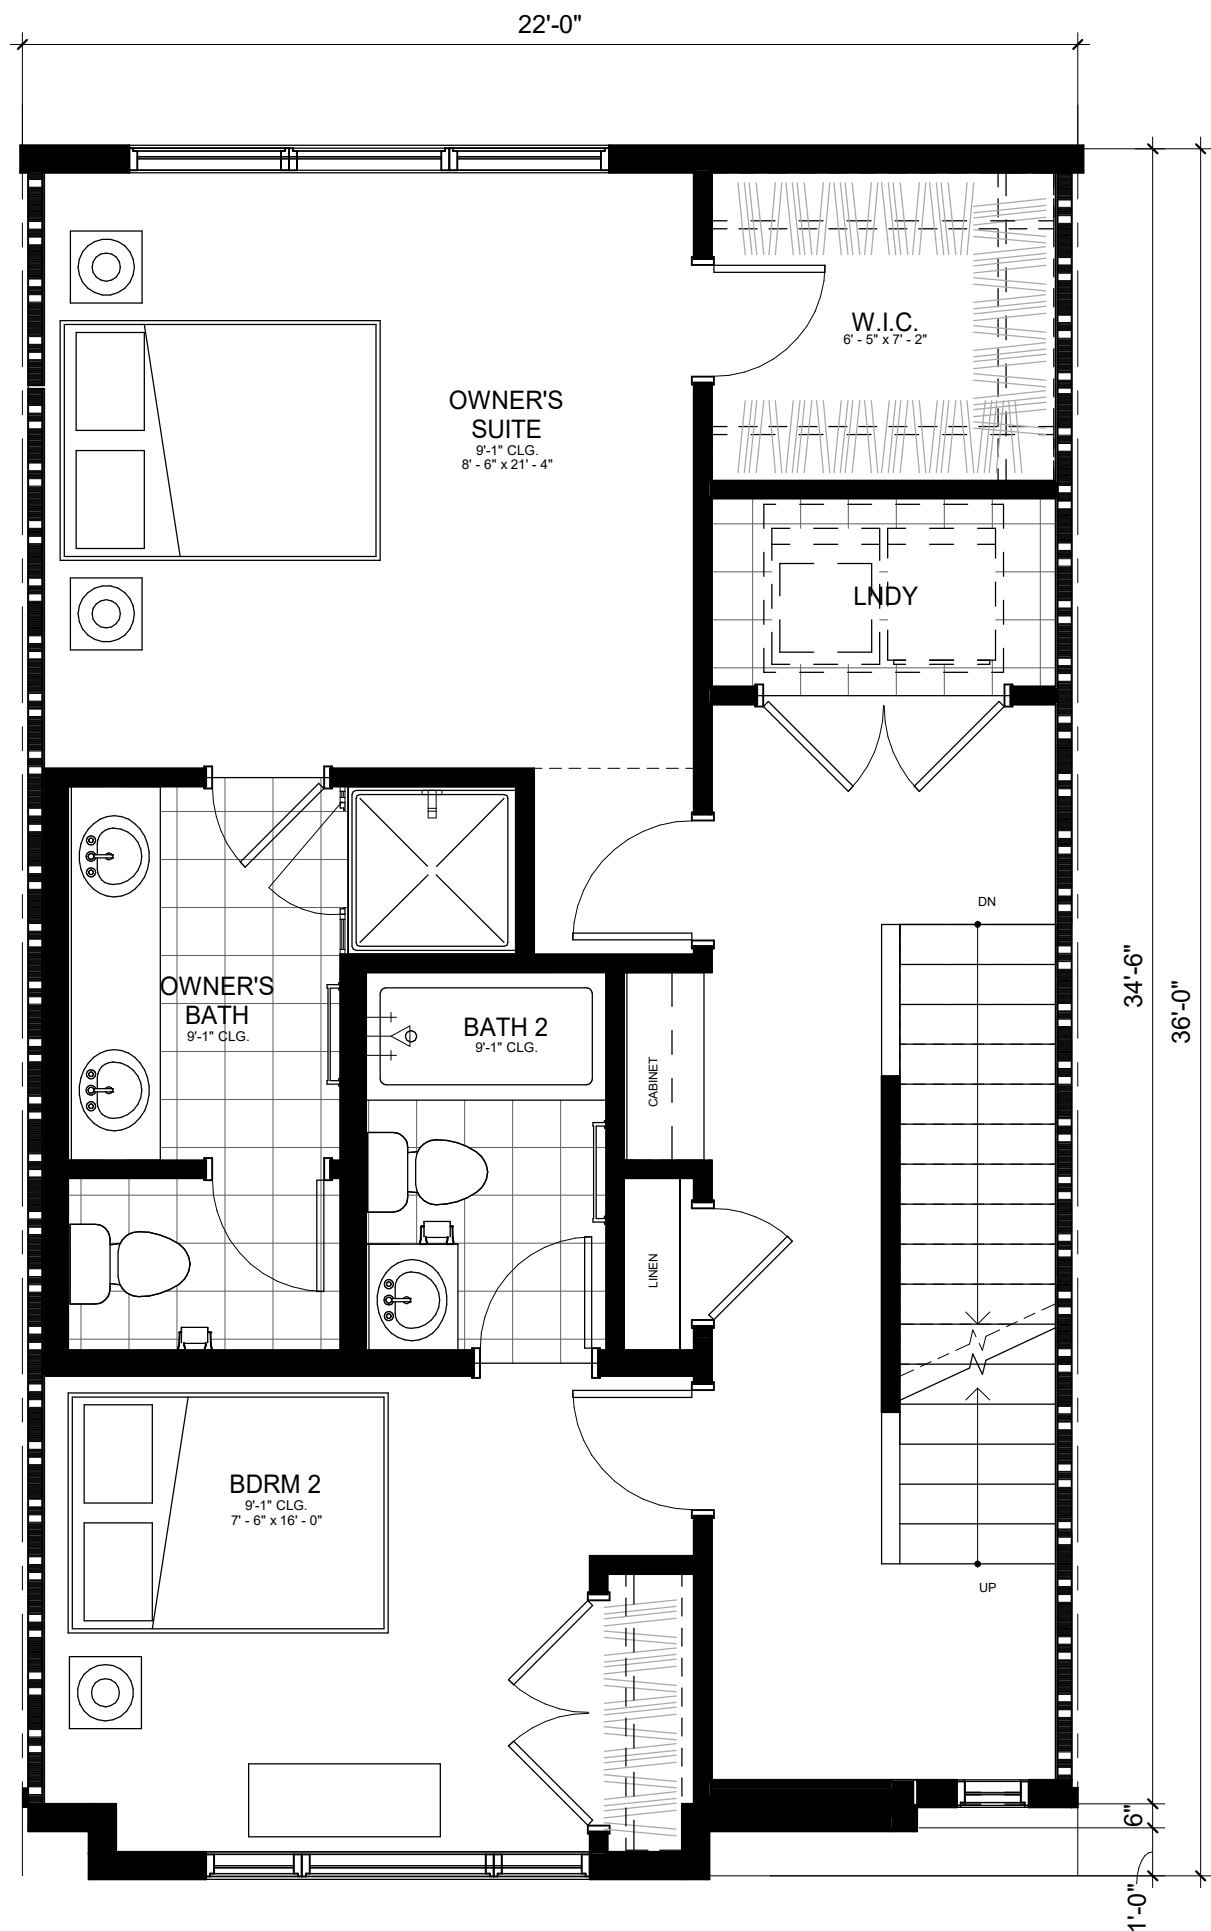 22'-0"
W.I.C.
6' - 5" x 7' - 2"
OWNER'S
SUITE
9'-1" CLG.
8' - 6" x 21' - 4"
LNDY
DN
34'-6"
36'-0"
OWNER'S
BATH
9'-1" CLG.
BATH 2
9'-1" CLG.
CABINET
LINEN
BDRM 2
9'-1" CLG.
7' - 6" x 16' - 0"
UP
6"
1'-0"